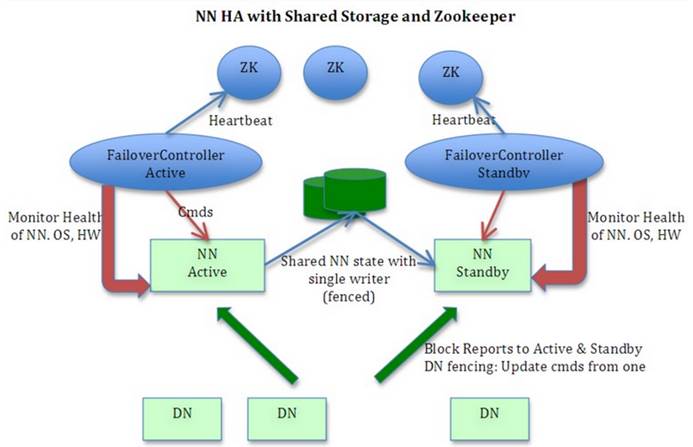 NN HA with Shared Storage and Zookeeper
ZK
ZK
ZK
Heartbeat
Heartbeat
FailoverController
Active
FailoverController
Standby
Cmds
Monitor Health
of NN. OS, HW
Monitor Health
of NN. OS, HW
NN
Active
Shared NN state with
single writer
(fenced)
NN
Standby
Block Reports to Active & Standby
DN fencing: Update cmds from one
DN
DN
DN